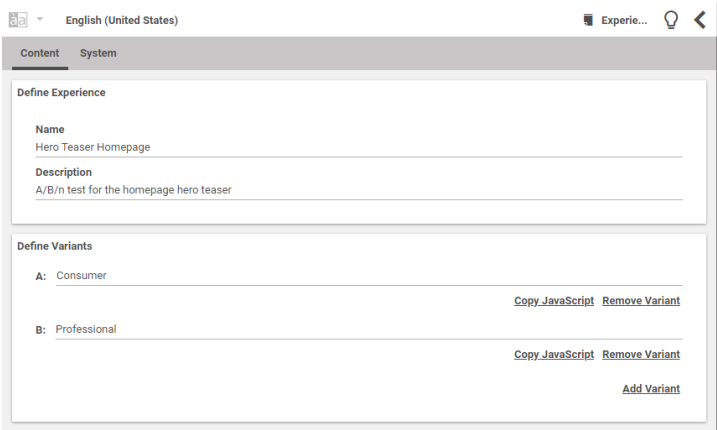 åa English (United States) Experie...
Content System
Define Experience
Name
Hero Teaser Homepage
Description
A/B/n test for the homepage hero teaser
Define Variants
A: Consumer
Copy JavaScript Remove Variant
B: Professional
Copy JavaScript Remove Variant
Add Variant